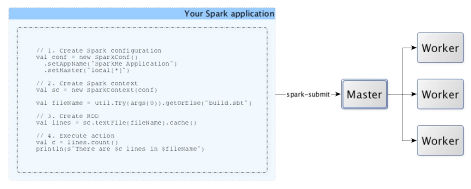 Your Spark application
// 1. Create Spark configuration
val conf = new SparkConf()
.setAppName("SparkMe Application")
.setMaster("local[*]")
// 2. Create Spark context
val sc = new SparkContext(conf)
val fileName = util.Try(args(0)).getOrElse("build.sbt")
// 3. Create RDD
val lines = sc.textFile(fileName).cache()
// 4. Execute action
val c = lines.count()
println(s"There are $c lines in $fileName")
spark-submit
Master
Worker
Worker
Worker